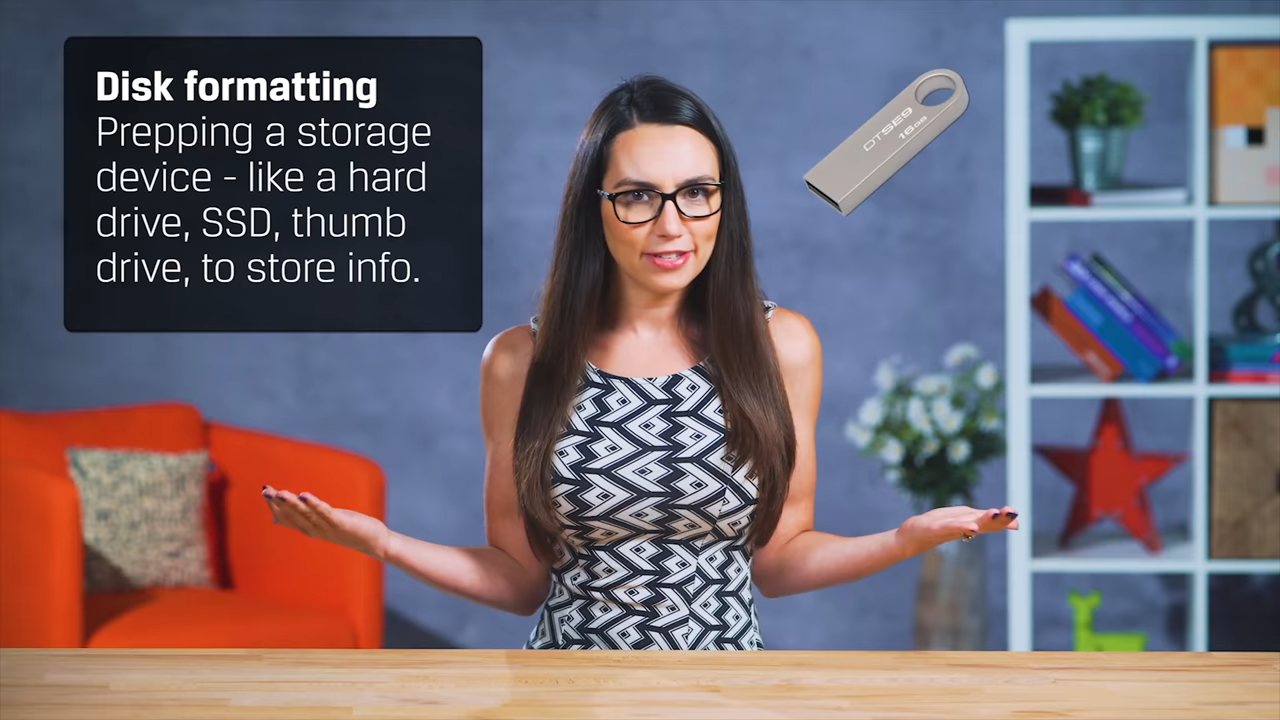 Disk formatting
Prepping a storage
device - like a hard
drive, SSD, thumb
drive, to store info.
DTSE9
16GB